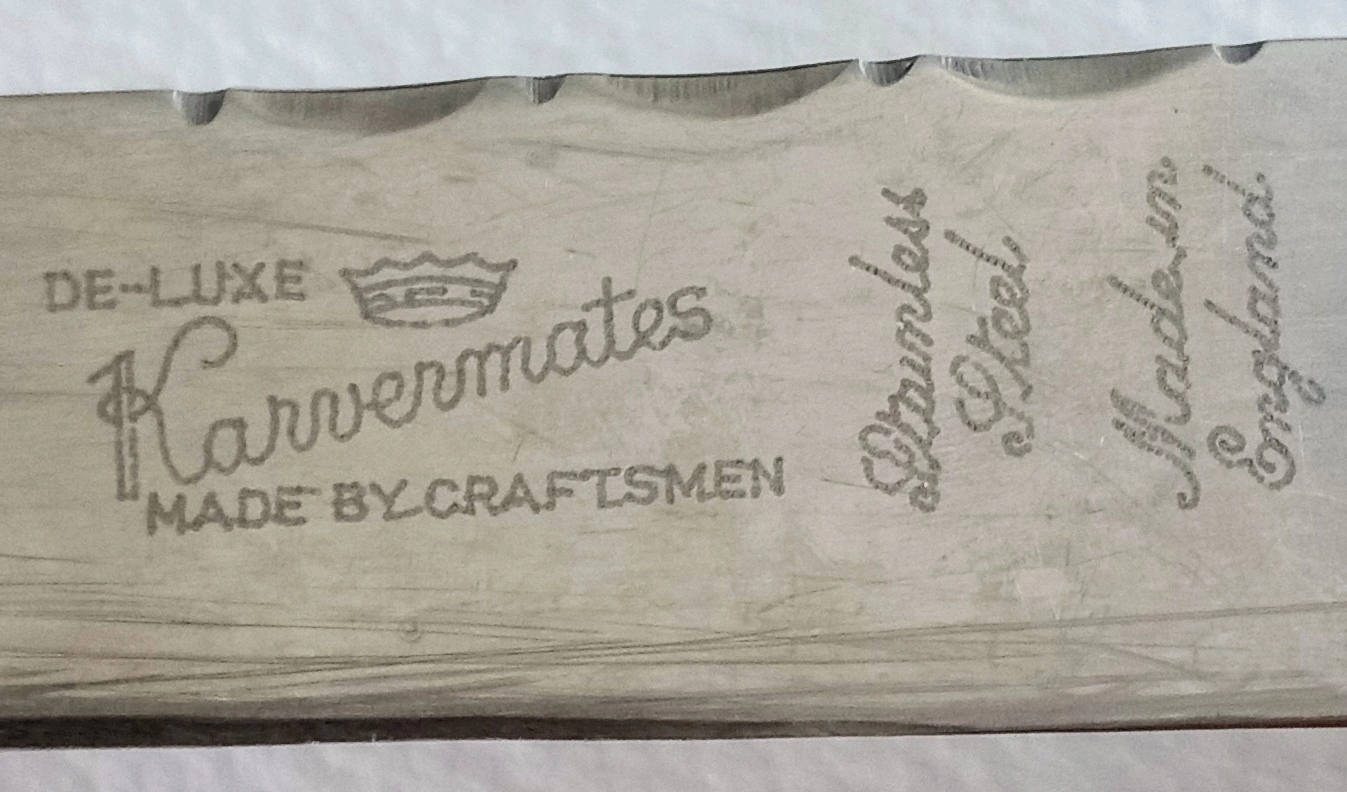 DE-LUXE
Karvermates
MADE BY CRAFTSMEN
Stainless
Steel
Made in
England